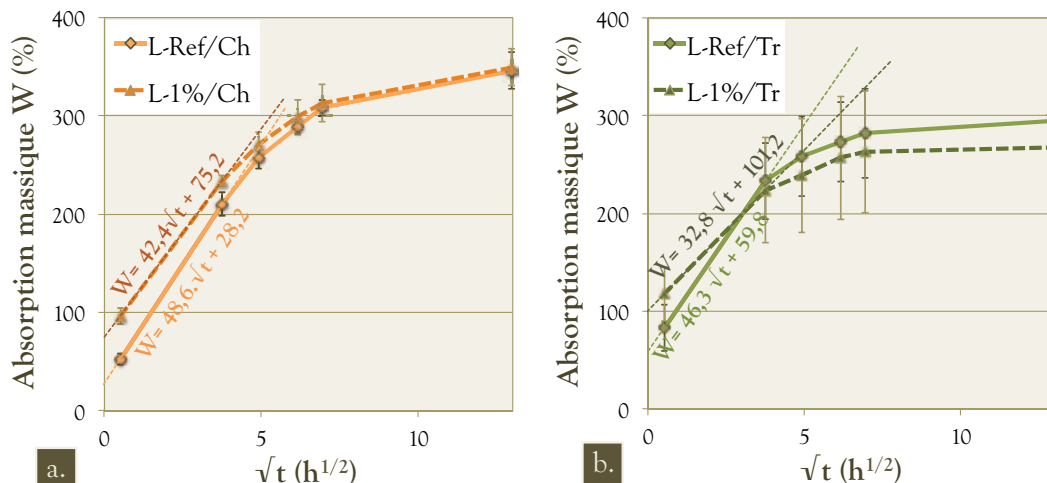 400
300
200
100
0
Absorption massique W (%)
L-Ref/Ch
L-1%/Ch
W= 42,4√t + 75,2
W= 48,6.√t + 28,2
0
5
10
√t (h1/2)
a.
400
300
200
100
0
Absorption massique W (%)
L-Ref/Tr
L-1%/Tr
W= 32,8 √t + 101,2
W= 46,3 √t + 59,8
0
5
10
√t (h1/2)
b.